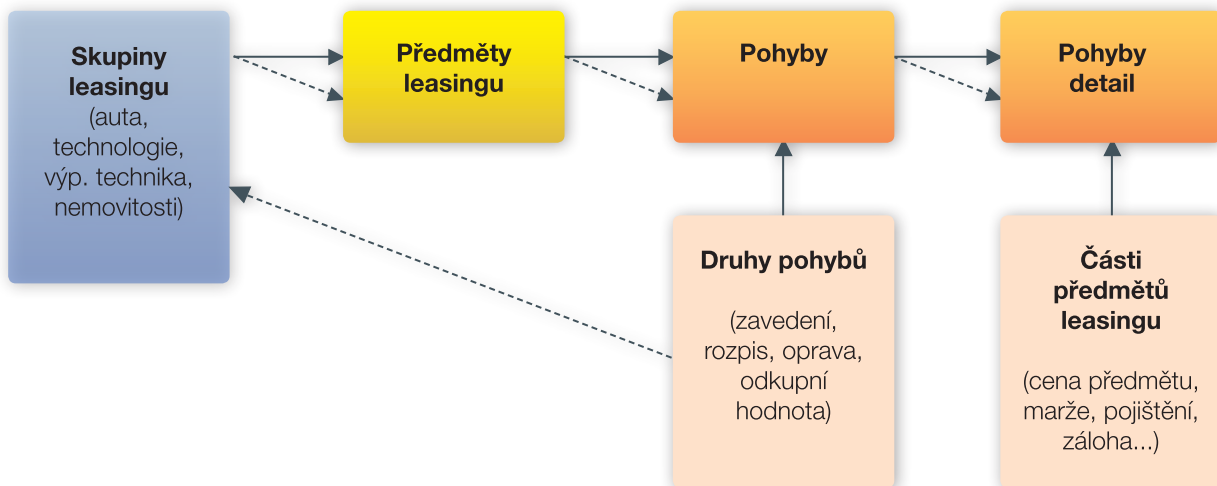 Skupiny
leasingu
(auta,
technologie,
výp. technika,
nemovitosti)
Předměty
leasingu
Pohyby
Pohyby
detail
Druhy pohybů
(zavedení,
rozpis, oprava,
odkupní
hodnota)
Části
předmětů
leasingu
(cena předmětu,
marže, pojištění,
záloha...)